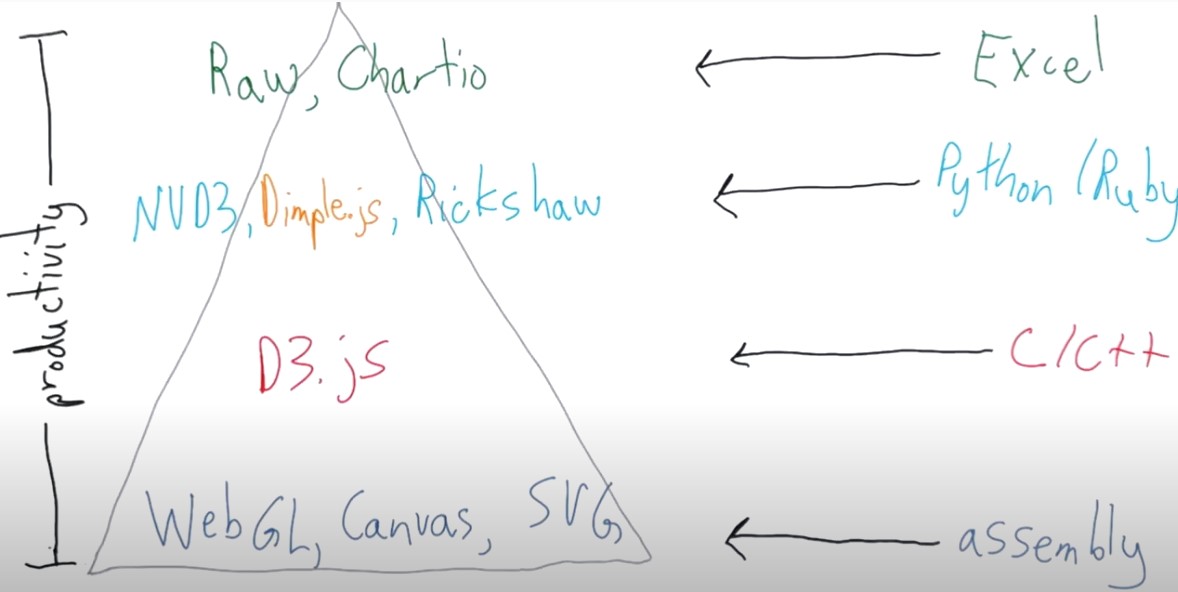 Raw, Chartio
Excel
NVD3, Dimple.js, Rickshaw
Python/Ruby
productivity
D3.js
C/C++
WebGL, Canvas, SVG
assembly